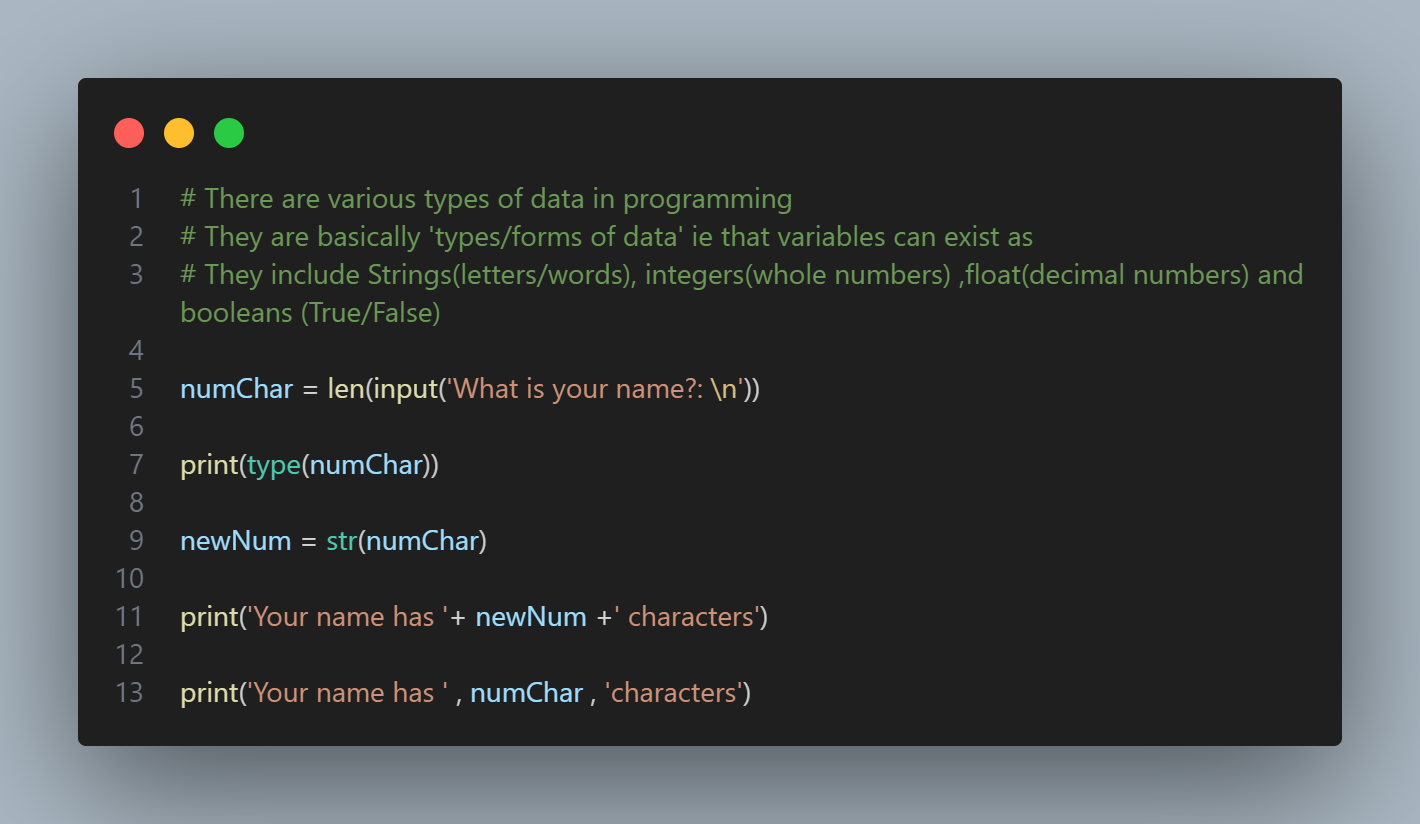 1 # There are various types of data in programming
2 # They are basically 'types/forms of data' ie that variables can exist as
3 # They include Strings(letters/words), integers(whole numbers) ,float(decimal numbers) and
booleans (True/False)
4
5 numChar = len(input('What is your name?: \n'))
6
7 print(type(numChar))
8
9 newNum = str(numChar)
10
11 print('Your name has '+ newNum +' characters')
12
13 print('Your name has ' , numChar , 'characters')